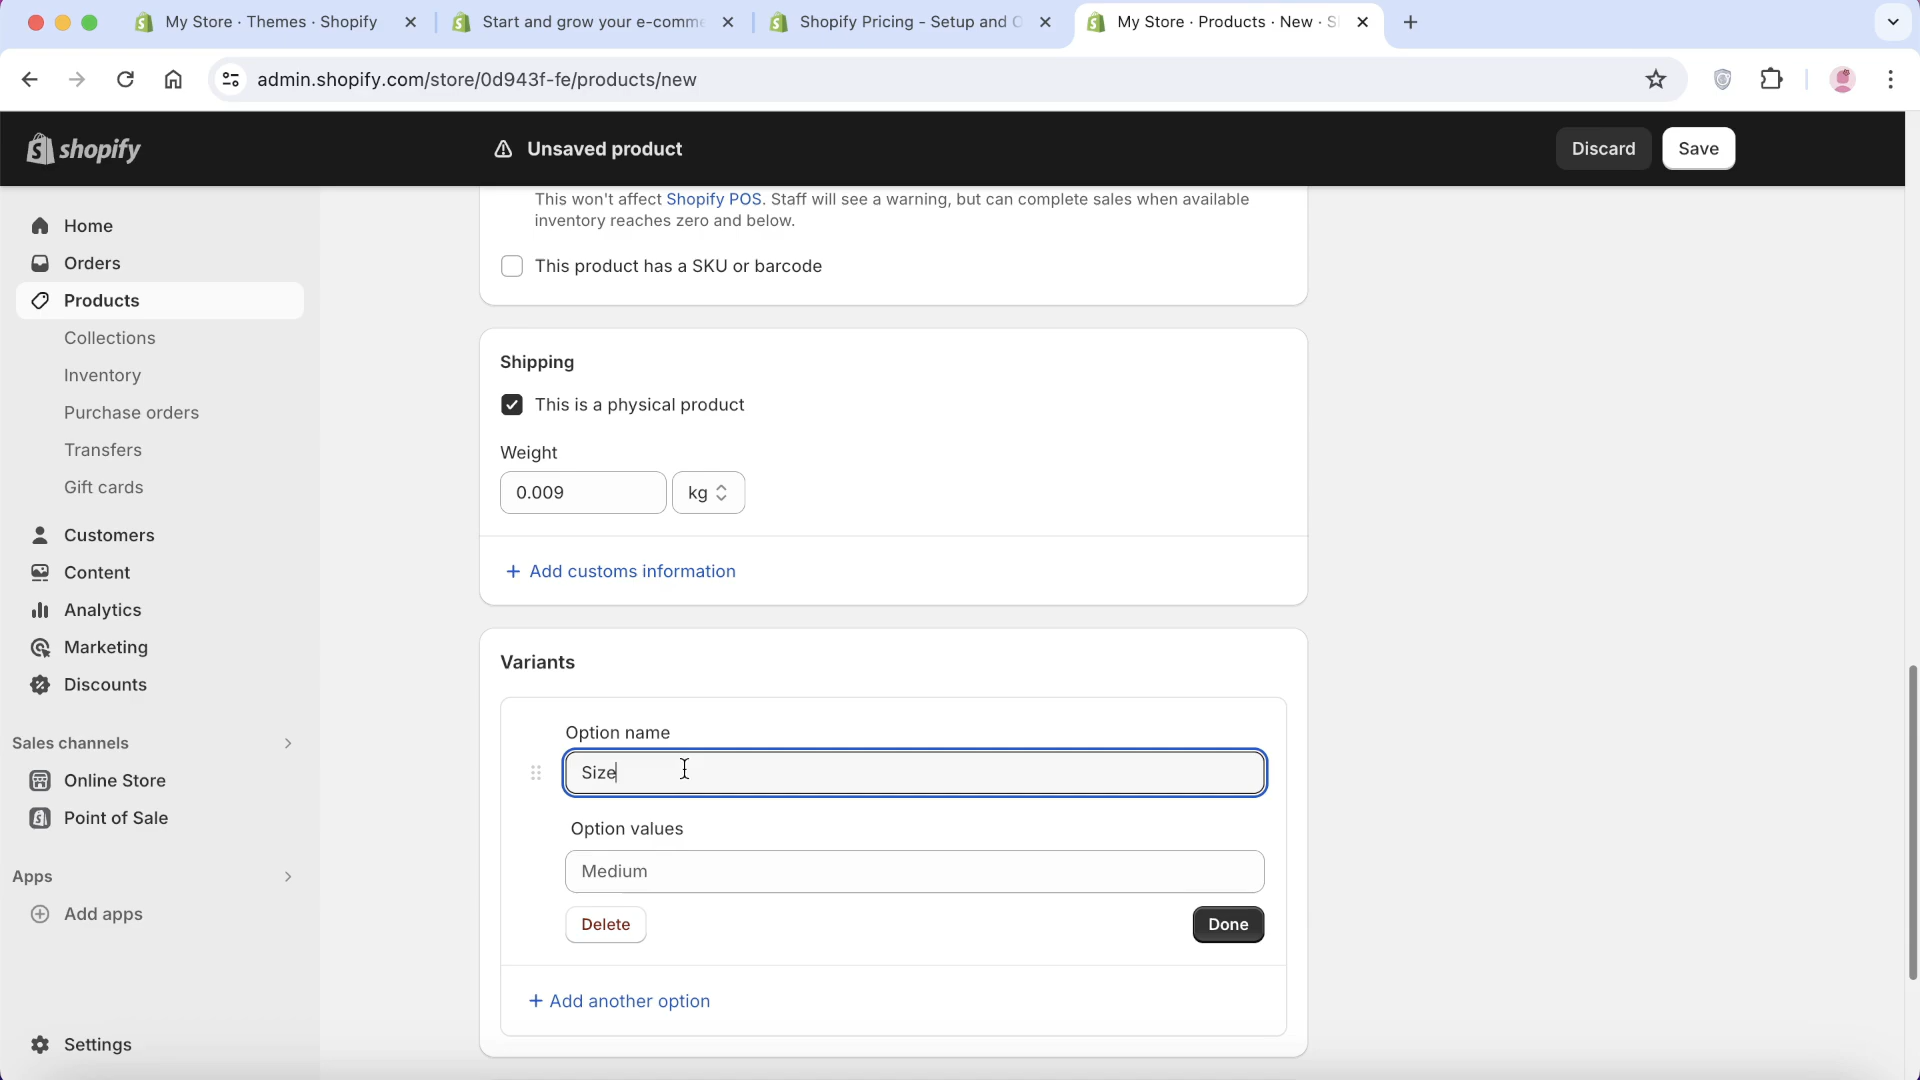 My Store · Themes · Shopify
Start and grow your e-comme
Shopify Pricing - Setup and O
My Store · Products · New · S
admin.shopify.com/store/0d943f-fe/products/new
shopify
Unsaved product
Discard
Save
Home
Orders
Products
Collections
Inventory
Purchase orders
Transfers
Gift cards
Customers
Content
Analytics
Marketing
Discounts
Sales channels
Online Store
Point of Sale
Apps
Add apps
Settings
This won't affect Shopify POS. Staff will see a warning, but can complete sales when available
inventory reaches zero and below.
This product has a SKU or barcode
Shipping
This is a physical product
Weight
0.009
kg
+ Add customs information
Variants
Option name
Size
Option values
Medium
Delete
Done
+ Add another option